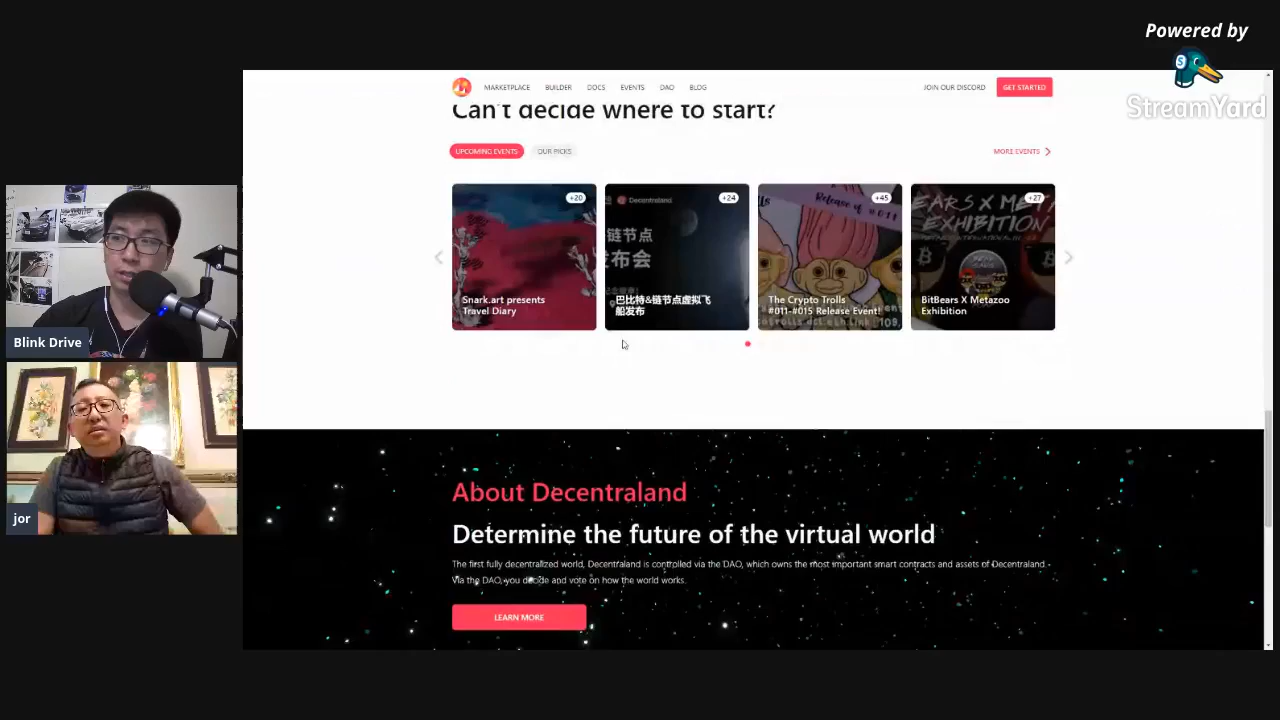 Powered by
StreamYard
MARKETPLACE BUILDER DOCS EVENTS DAO BLOG
JOIN OUR DISCORD GET STARTED
Can't decide where to start?
UPCOMING EVENTS OUR PICKS
MORE EVENTS
+20
Snark.art presents
Travel Diary
+24
Decentraland
链节点
发布会
巴比特&链节点虚拟飞
船发布
+45
Release of #011
The Crypto Trolls
#011-#015 Release Event!
+27
EARS X META
EXHIBITION
BitBears X Metazoo
Exhibition
Blink Drive
jor
About Decentraland
Determine the future of the virtual world
The first fully decentralized world, Decentraland is controlled via the DAO, which owns the most important smart contracts and assets of Decentraland.
Via the DAO, you decide and vote on how the world works.
LEARN MORE